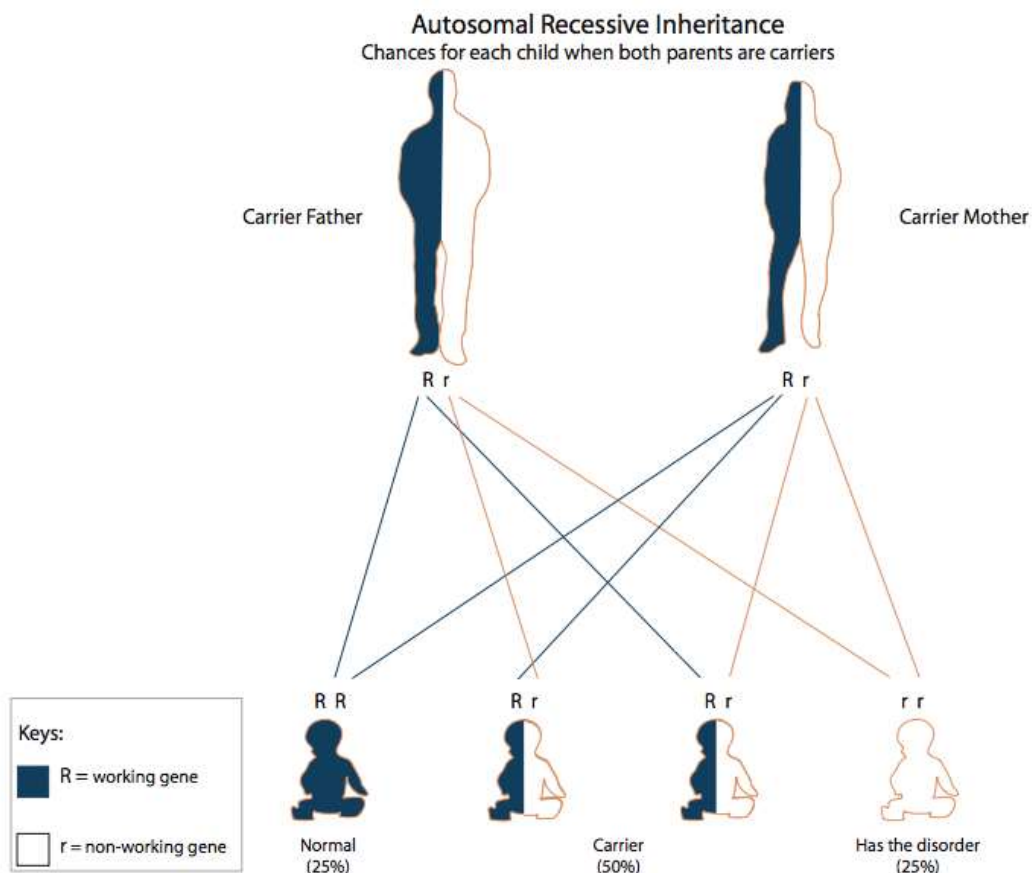 Autosomal Recessive Inheritance
Chances for each child when both parents are carriers
Carrier Father
Carrier Mother
R r
R r
R R
R r
R r
r r
Keys:
R = working gene
r = non-working gene
Normal
(25%)
Carrier
(50%)
Has the disorder
(25%)